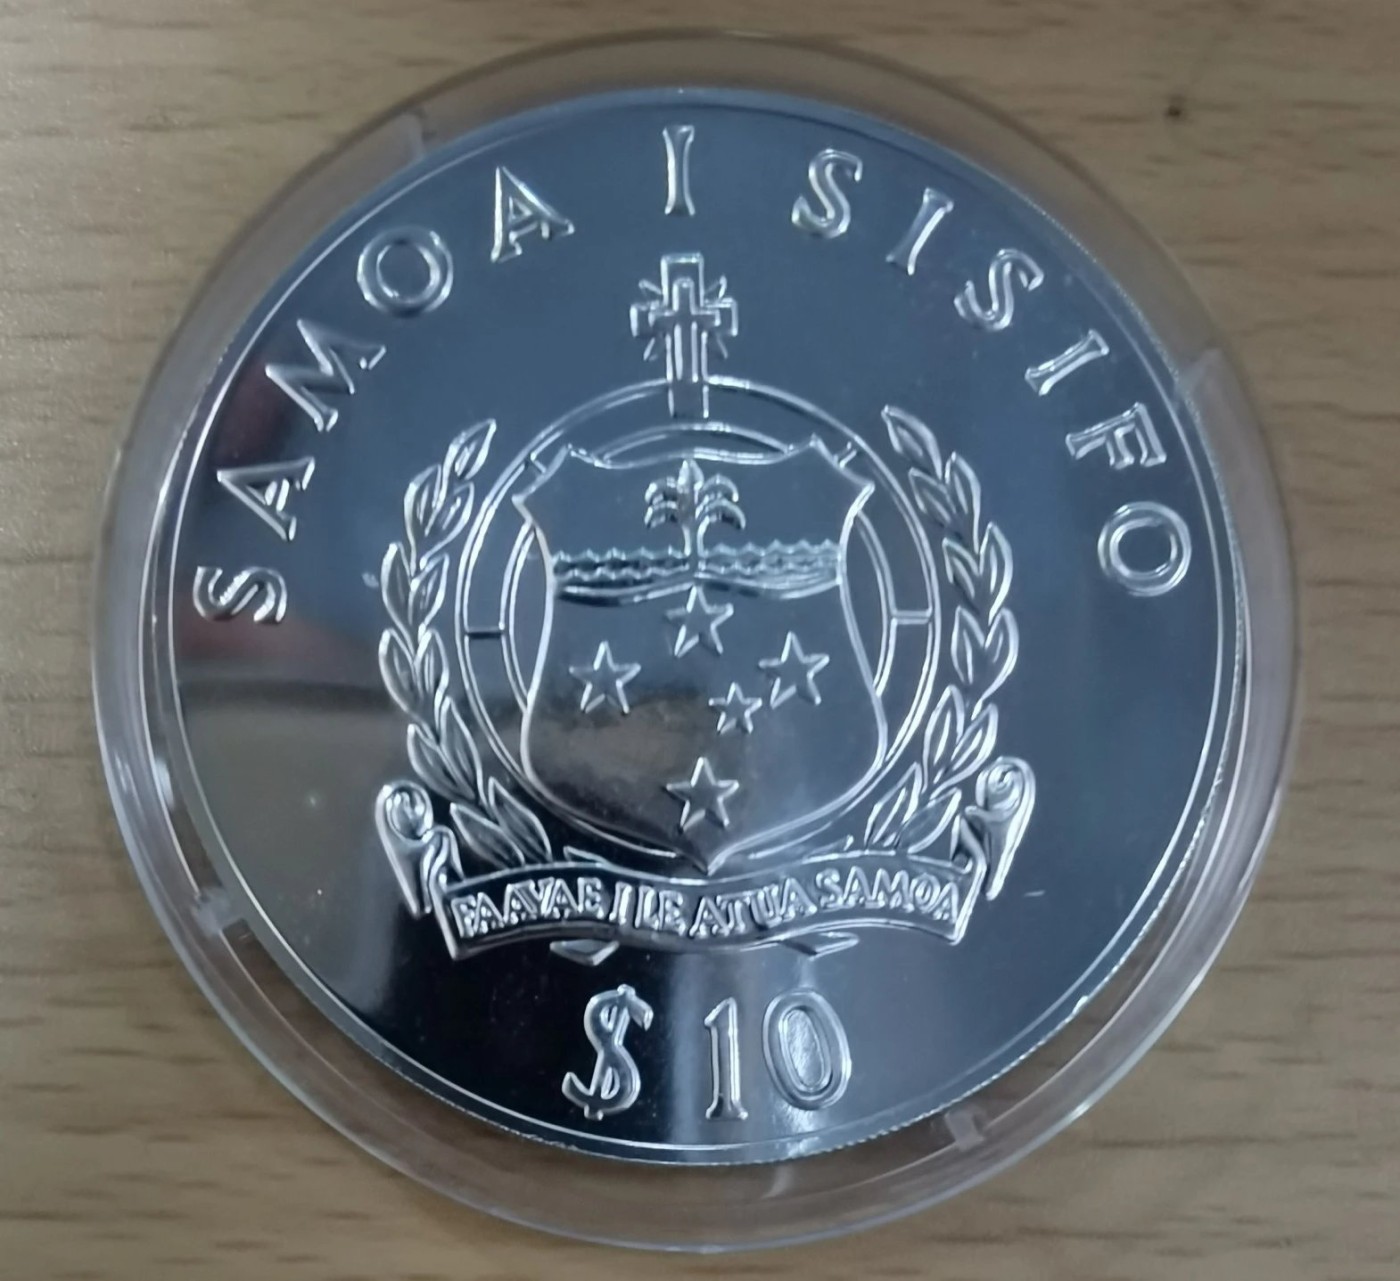 SAMOA I SISIFO
FAAVAE I LE ATUA SAMOA
$10